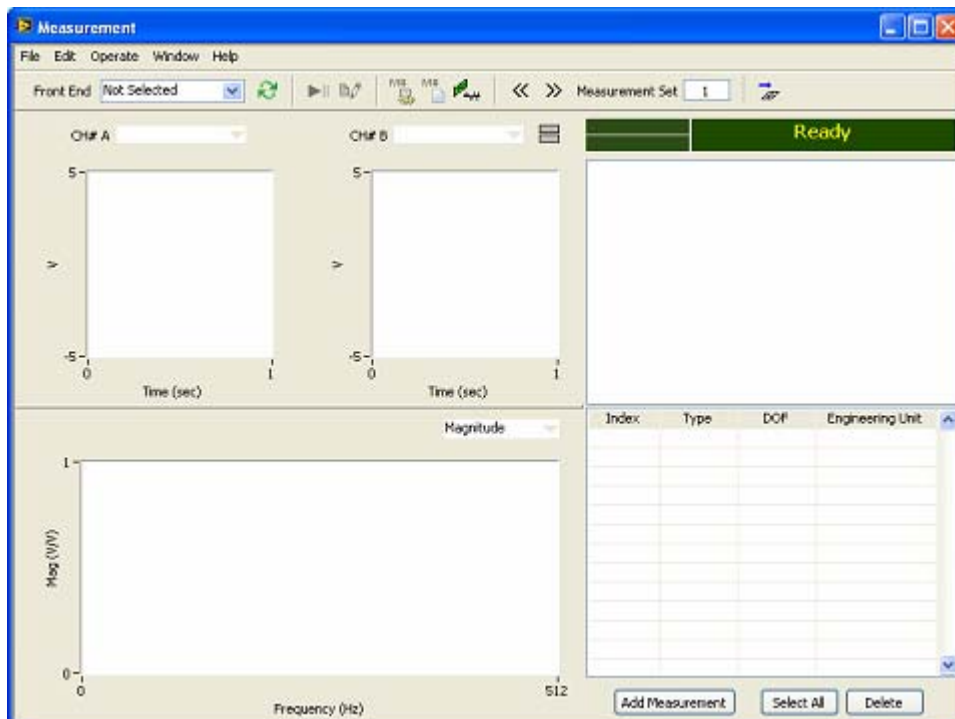 Measurement
File Edit Operate Window Help
Front End Not Selected Measurement Set 1
CH# A CH# B
Ready
5 5
V V
-5 -5
0 1 0 1
Time (sec) Time (sec)
Index Type DOF Engineering Unit
Magnitude
1
Mag (V/V)
0
0 512
Frequency (Hz)
Add Measurement Select All Delete